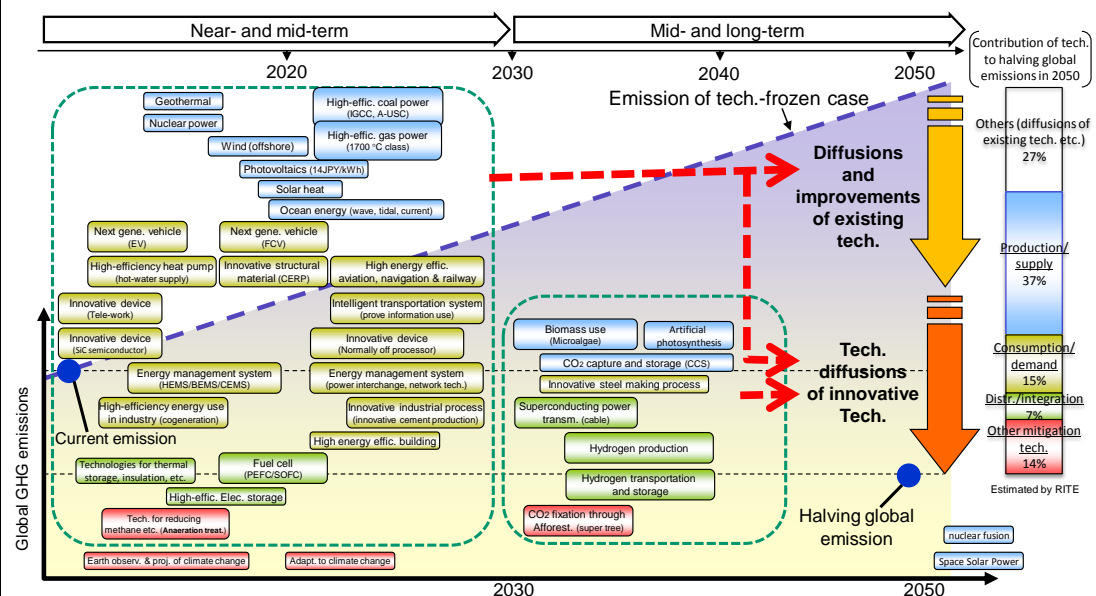 Near- and mid-term
Mid- and long-term
2020
2030
2040
2050
Contribution of tech.
to halving global
emissions in 2050
Emission of tech.-frozen case
Geothermal
High-effic. coal power
(IGCC, A-USC)
Nuclear power
High-effic. gas power
(1700 °C class)
Wind (offshore)
Photovoltaics (14JPY/kWh)
Solar heat
Ocean energy (wave, tidal, current)
Next gene. vehicle
(EV)
Next gene. vehicle
(FCV)
High-efficiency heat pump
(hot-water supply)
Innovative structural
material (CERP)
High energy effic.
aviation, navigation & railway
Innovative device
(Tele-work)
Intelligent transportation system
(prove information use)
Innovative device
(SiC semiconductor)
Innovative device
(Normally off processor)
Energy management system
(HEMS/BEMS/CEMS)
Energy management system
(power interchange, network tech.)
High-efficiency energy use
in industry (cogeneration)
Innovative industrial process
(innovative cement production)
High energy effic. building
Current emission
Technologies for thermal
storage, insulation, etc.
Fuel cell
(PEFC/SOFC)
High-effic. Elec. storage
Tech. for reducing
methane etc. (Anaeration treat.)
Earth observ. & proj. of climate change
Adapt. to climate change
Biomass use
(Microalgae)
Artificial
photosynthesis
CO2 capture and storage (CCS)
Innovative steel making process
Superconducting power
transm. (cable)
Hydrogen production
Hydrogen transportation
and storage
CO2 fixation through
Afforest. (super tree)
Diffusions
and
improvements
of existing
tech.
Tech.
diffusions
of innovative
Tech.
Halving global
emission
nuclear fusion
Space Solar Power
Others (diffusions of
existing tech. etc.)
27%
Production/
supply
37%
Consumption/
demand
15%
Distr./integration
7%
Other mitigation
tech.
14%
Estimated by RITE
Global GHG emissions
2030
2050